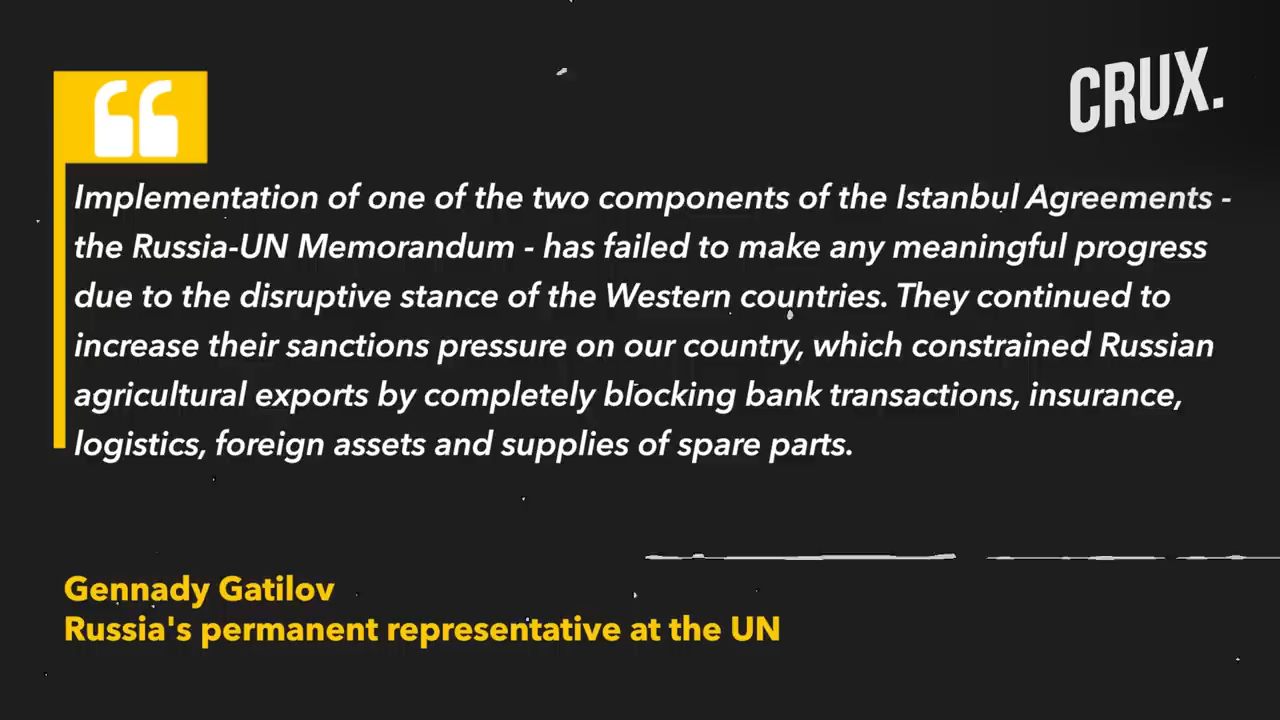 CRUX.
Implementation of one of the two components of the Istanbul Agreements -
the Russia-UN Memorandum - has failed to make any meaningful progress
due to the disruptive stance of the Western countries. They continued to
increase their sanctions pressure on our country, which constrained Russian
agricultural exports by completely blocking bank transactions, insurance,
logistics, foreign assets and supplies of spare parts.
Gennady Gatilov
Russia's permanent representative at the UN